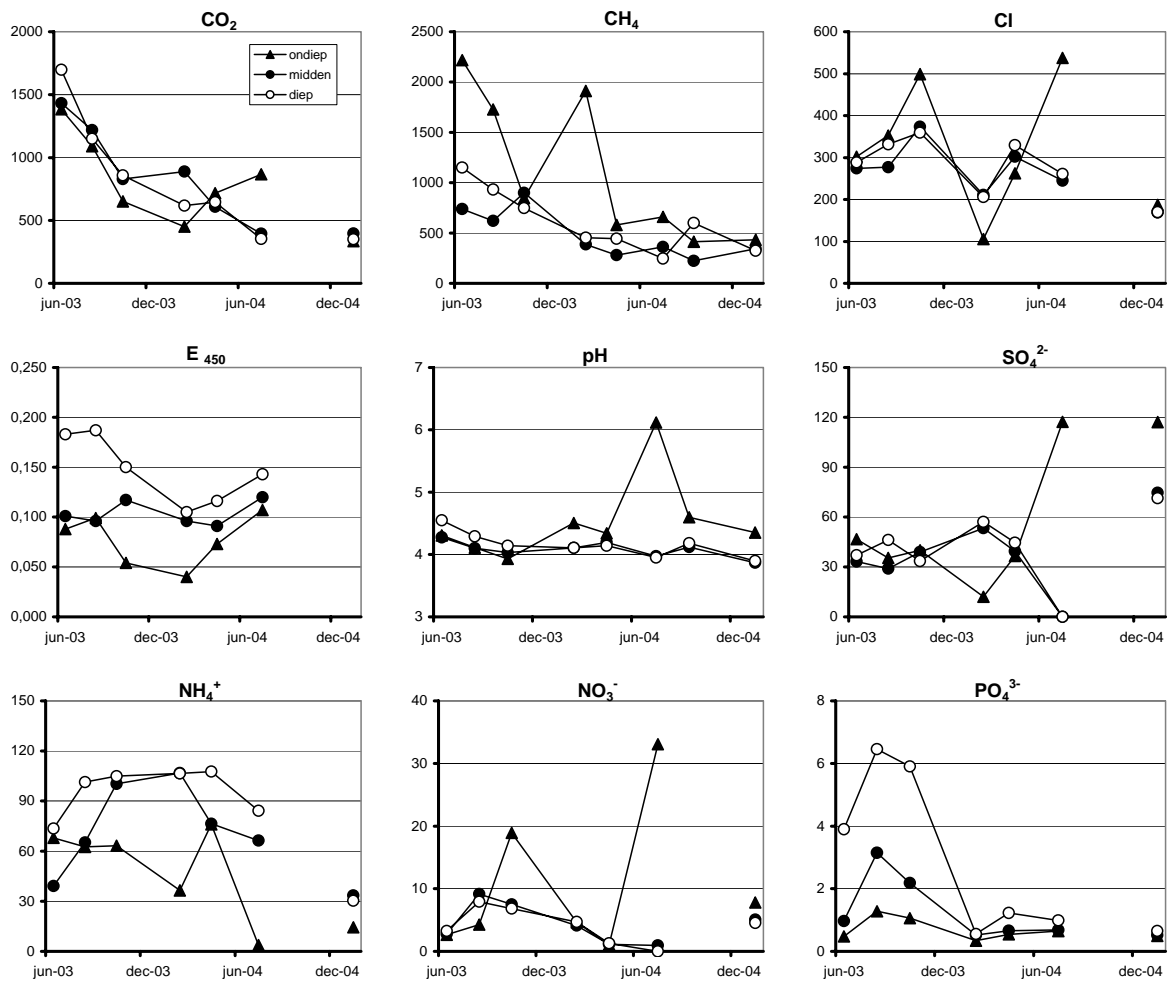 CO2
CH4
Cl
2000
1500
1000
500
0
ondiep
midden
diep
jun-03 dec-03 jun-04 dec-04
2500
2000
1500
1000
500
0
jun-03 dec-03 jun-04 dec-04
600
500
400
300
200
100
0
jun-03 dec-03 jun-04 dec-04
E 450
pH
SO4 2-
0,250
0,200
0,150
0,100
0,050
0,000
jun-03 dec-03 jun-04 dec-04
7
6
5
4
3
jun-03 dec-03 jun-04 dec-04
150
120
90
60
30
0
jun-03 dec-03 jun-04 dec-04
NH4+
NO3-
PO4 3-
150
120
90
60
30
0
jun-03 dec-03 jun-04 dec-04
40
30
20
10
0
jun-03 dec-03 jun-04 dec-04
8
6
4
2
0
jun-03 dec-03 jun-04 dec-04